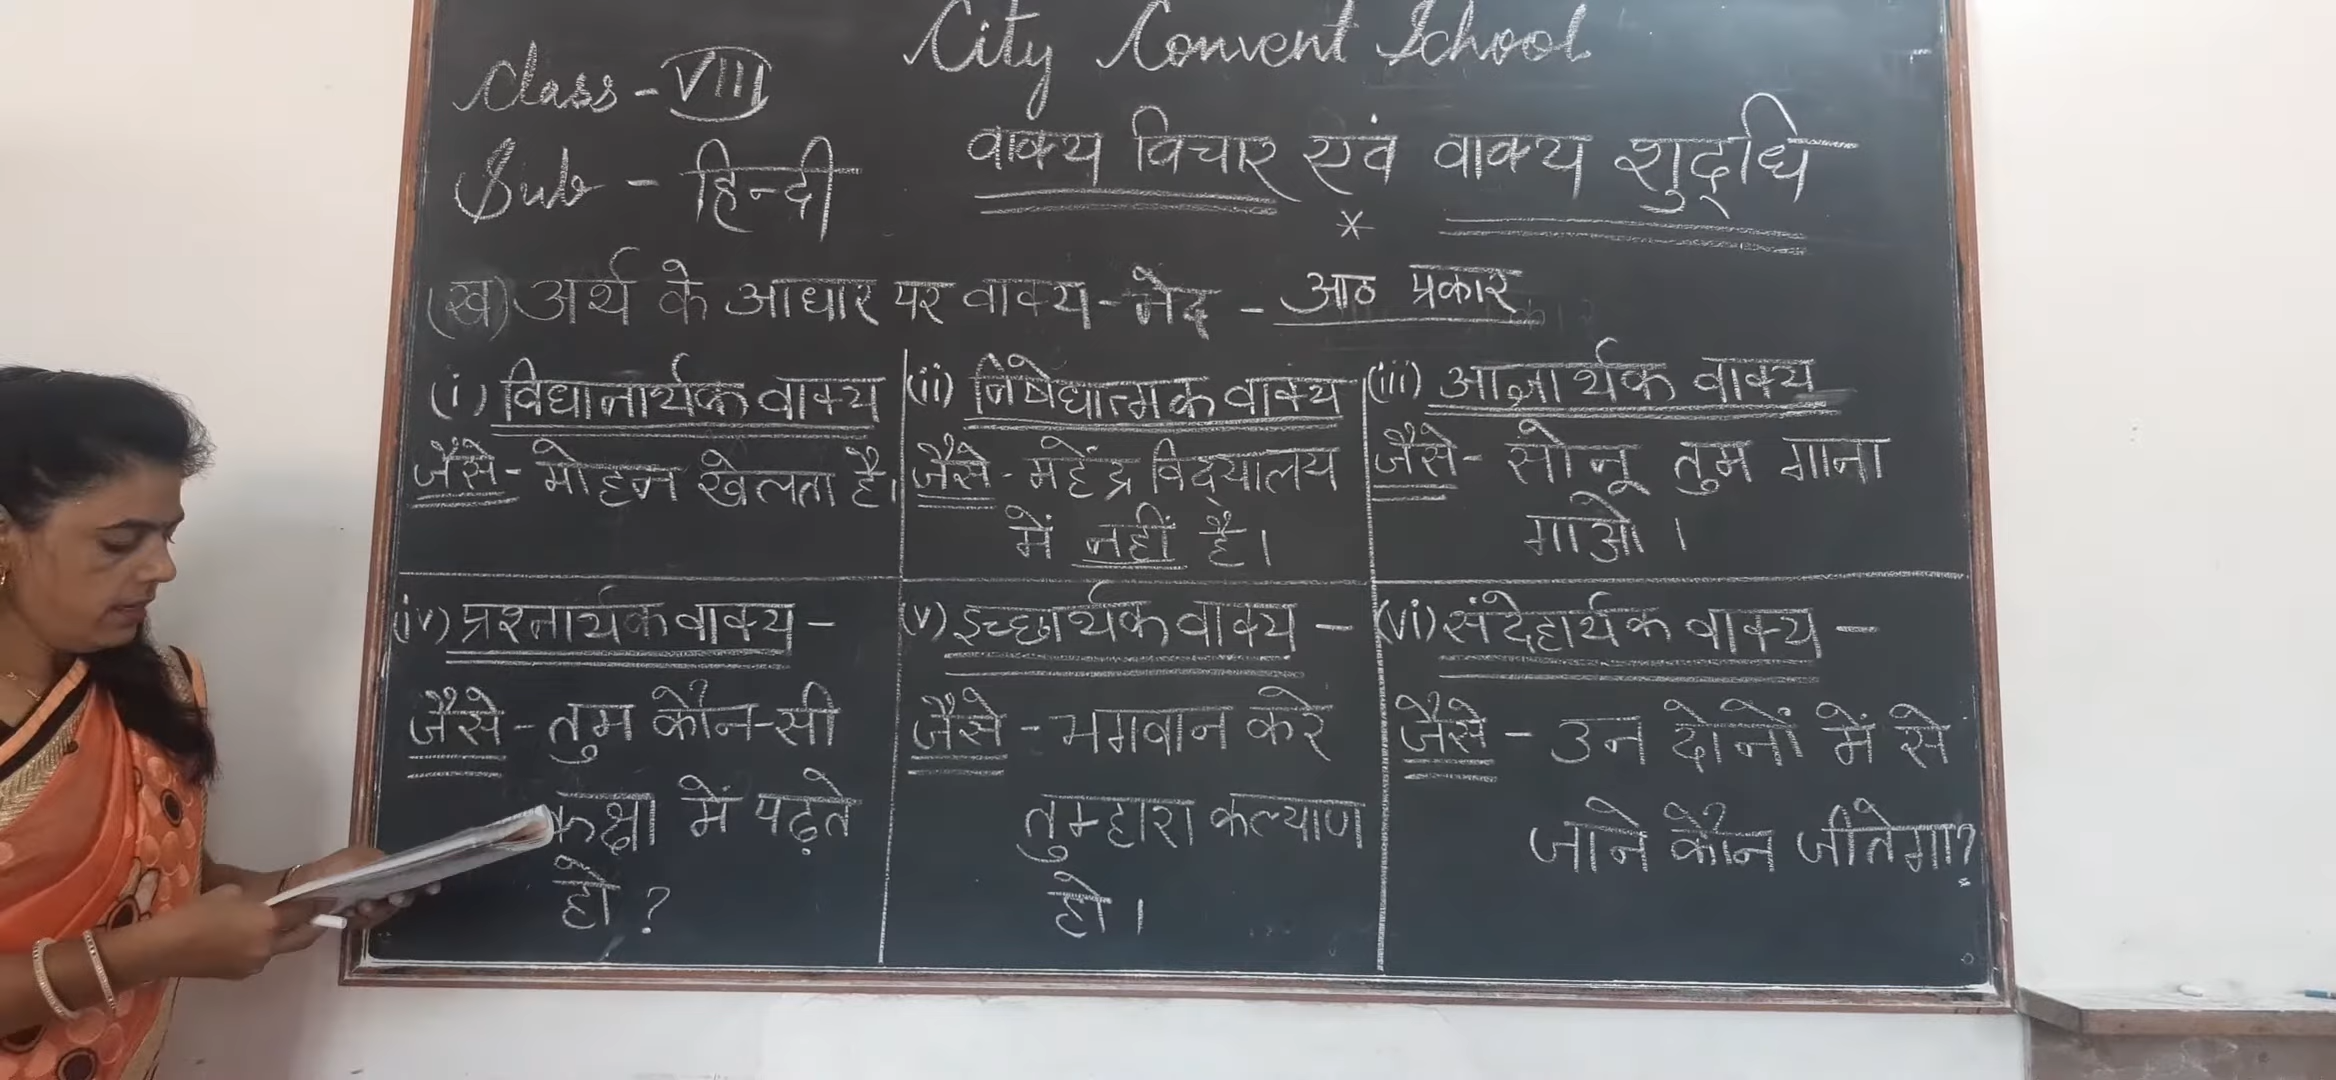 City Convent School
Class - VIII
Sub - हिन्दी
वाक्य विचार एवं वाक्य शुद्धि
*
(ख) अर्थ के आधार पर वाक्य-भेद - आठ प्रकार
(i) विधानार्थक वाक्य
जैसे - मोहन खेलता है।
(ii) निषेधात्मक वाक्य
जैसे - महेंद्र विद्यालय
में नहीं है।
(iii) आज्ञार्थक वाक्य
जैसे - सोनू तुम गाना
गाओ ।
(iv) प्रश्नार्थक वाक्य -
जैसे - तुम कौन-सी
कक्षा में पढ़ते
हो ?
(v) इच्छार्थक वाक्य -
जैसे - भगवान करे
तुम्हारा कल्याण
हो ।
(vi) संदेहार्थक वाक्य -
जैसे - उन दोनों में से
जाने कौन जीतेगा?